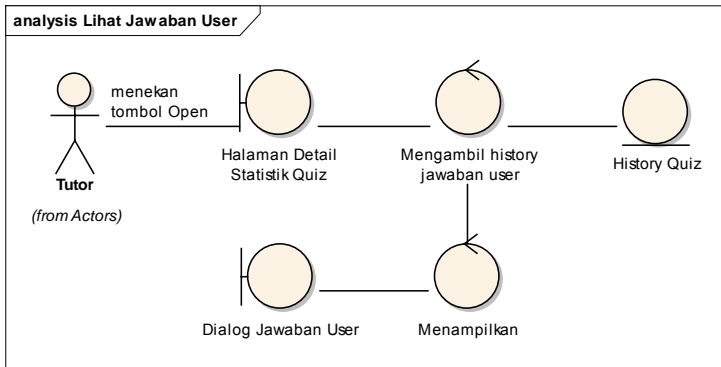 analysis Lihat Jawaban User
menekan
tombol Open
Tutor
(from Actors)
Halaman Detail
Statistik Quiz
Mengambil history
jawaban user
History Quiz
Dialog Jawaban User
Menampilkan